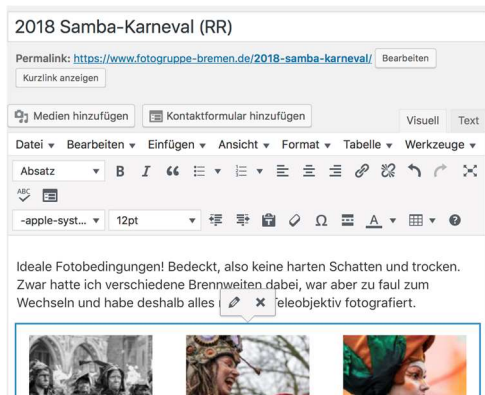 2018 Samba-Karneval (RR)
Permalink: https://www.fotogruppe-bremen.de/2018-samba-karneval/ Bearbeiten
Kurzlink anzeigen
Medien hinzufügen Kontaktformular hinzufügen Visuell Text
Datei Bearbeiten Einfügen Ansicht Format Tabelle Werkzeuge
Absatz B I
ABC
-apple-syst... 12pt Ω A
Ideale Fotobedingungen! Bedeckt, also keine harten Schatten und trocken.
Zwar hatte ich verschiedene Brennweiten dabei, war aber zu faul zum
Wechseln und habe deshalb alles Teleobjektiv fotografiert.